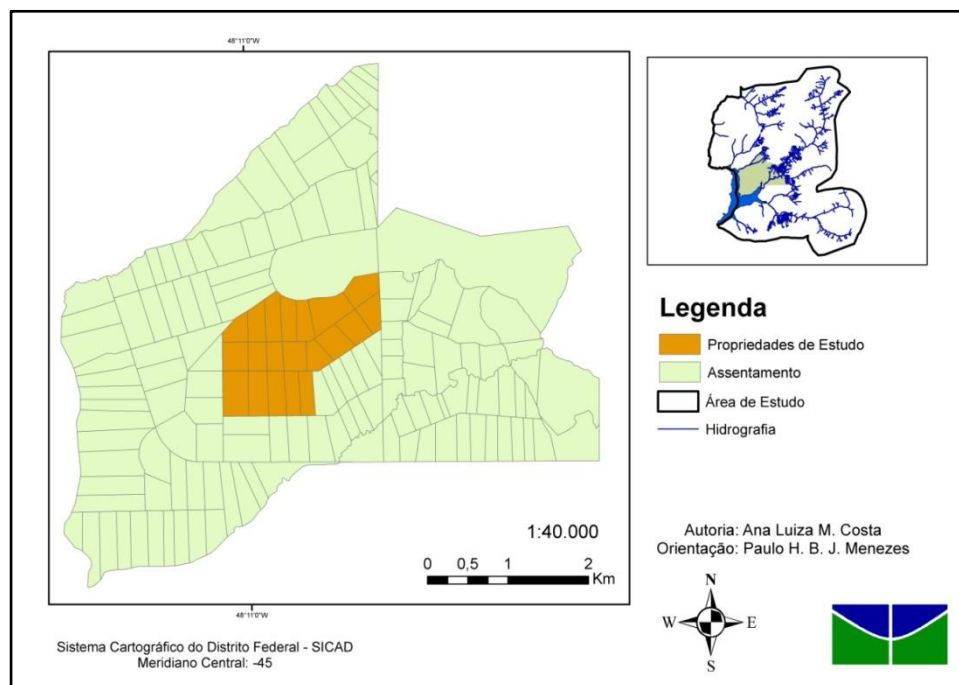 48°11'0"W
Legenda
Propriedades de Estudo
Assentamento
Área de Estudo
Hidrografia
1:40.000
0 0,5 1 2
Km
48°11'0"W
Autoria: Ana Luiza M. Costa
Orientação: Paulo H. B. J. Menezes
N
W E
S
Sistema Cartográfico do Distrito Federal - SICAD
Meridiano Central: -45